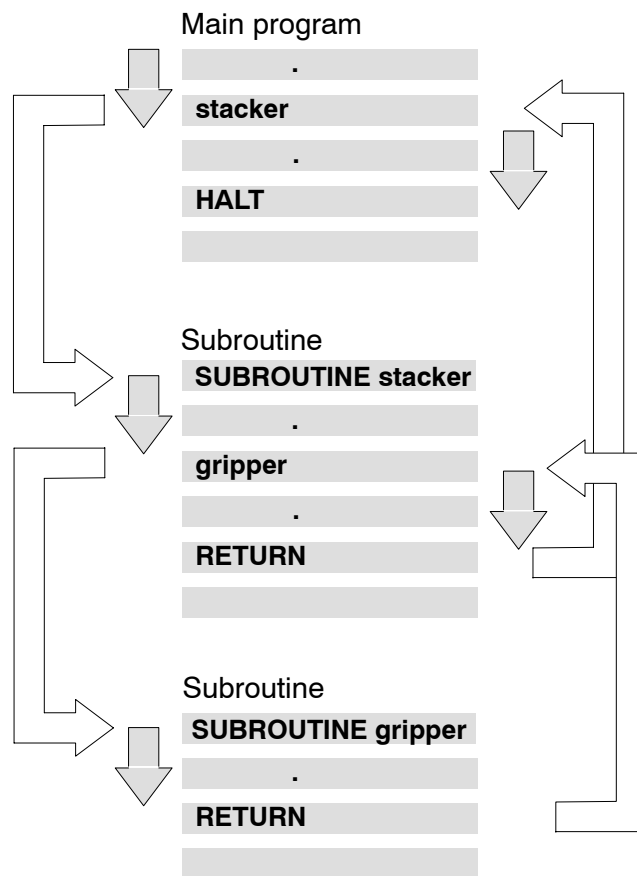 Main program
.
stacker
.
HALT
Subroutine
SUBROUTINE stacker
.
gripper
.
RETURN
Subroutine
SUBROUTINE gripper
.
RETURN